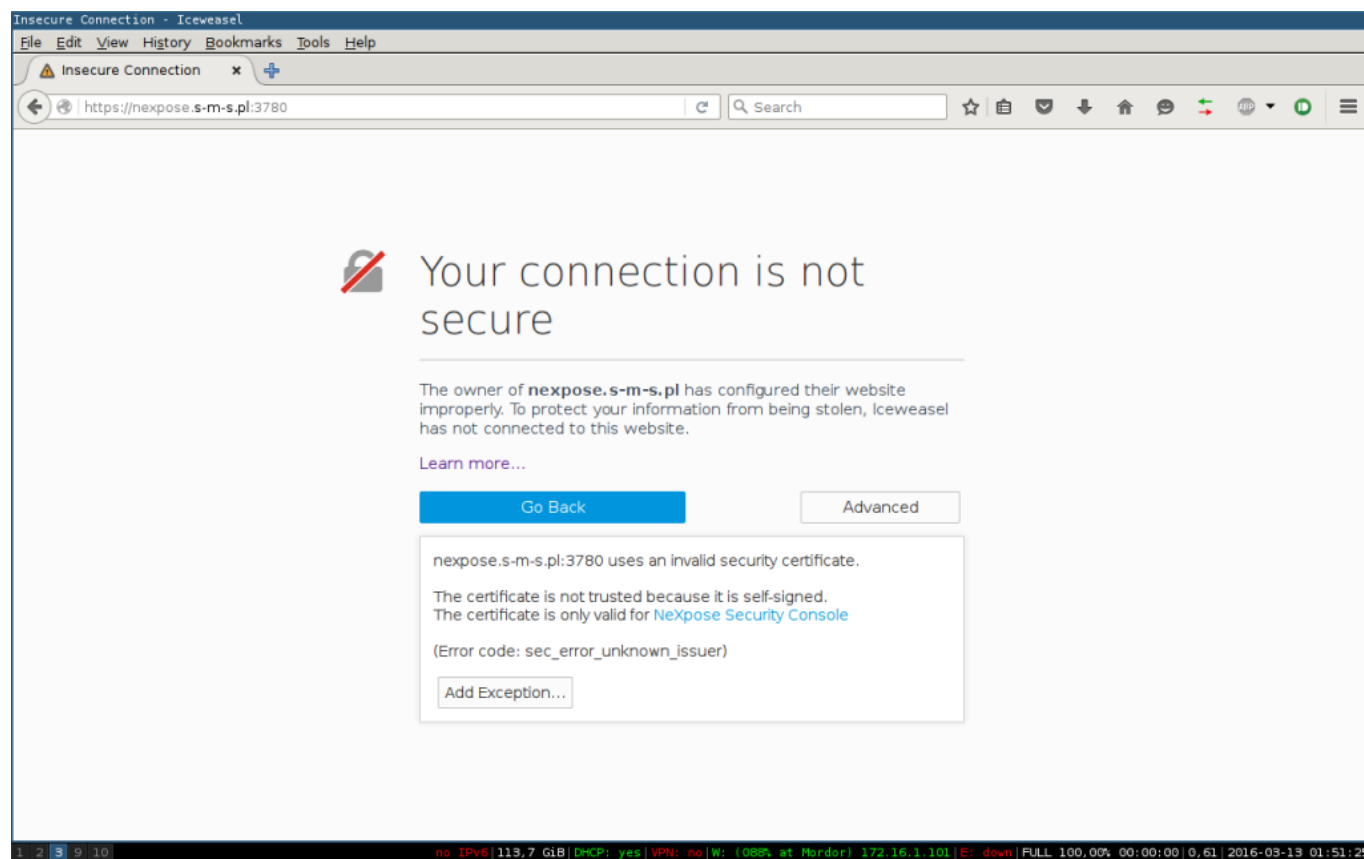 Insecure Connection - Iceweasel
File Edit View History Bookmarks Tools Help
Insecure Connection
https://nexpose.s-m-s.pl:3780 Search ABP
Your connection is not
secure
The owner of nexpose.s-m-s.pl has configured their website
improperly. To protect your information from being stolen, Iceweasel
has not connected to this website.
Learn more...
Go Back Advanced
nexpose.s-m-s.pl:3780 uses an invalid security certificate.
The certificate is not trusted because it is self-signed.
The certificate is only valid for NeXpose Security Console
(Error code: sec_error_unknown_issuer)
Add Exception...
1 2 3 9 10 no IPv6|113,7 GiB|DHCP: yes|VPN: no|W: (088% at Mordor) 172.16.1.101|E: down|FULL 100,00% 00:00:00|0,61|2016-03-13 01:51:2